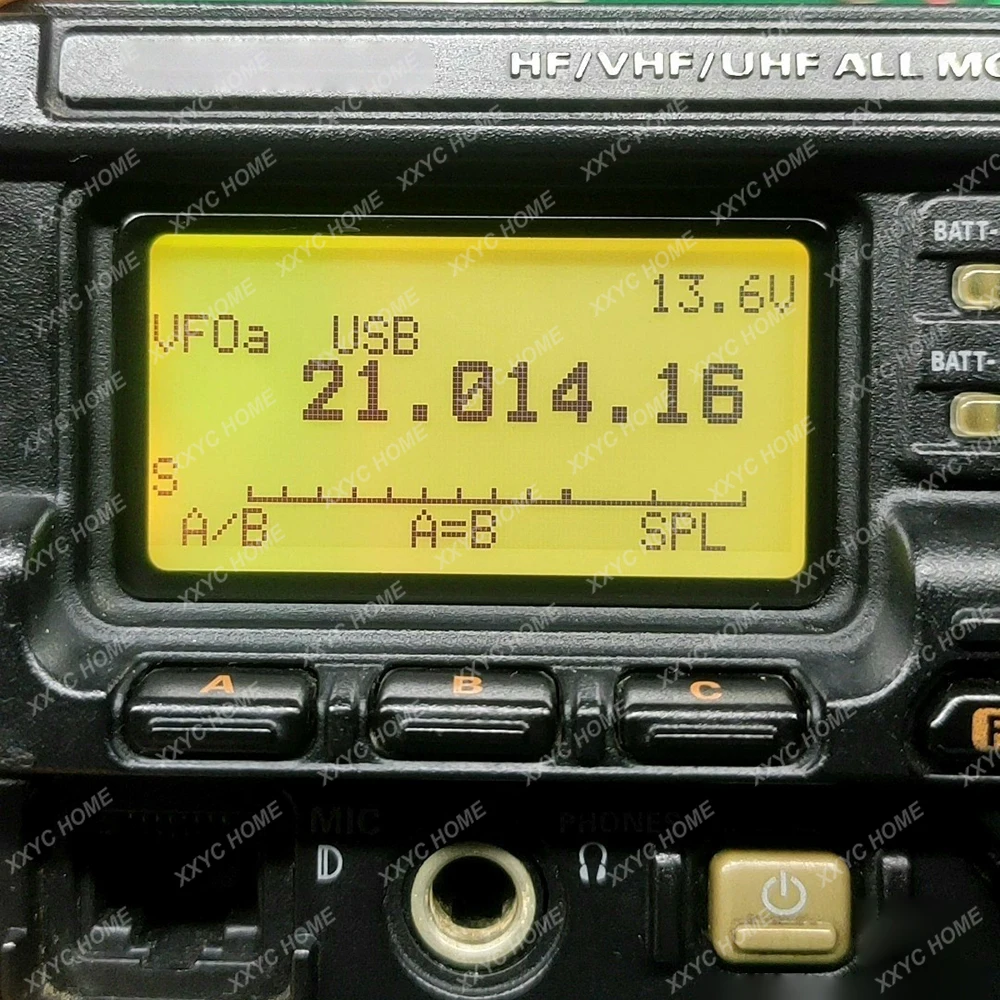 HF/VHF/UHF ALL MO
BATT-
13.6V
VFOa USB
21.014.16
BATT-
S
A/B A=B SPL
A B C
MIC PHONES
XXYC HOME